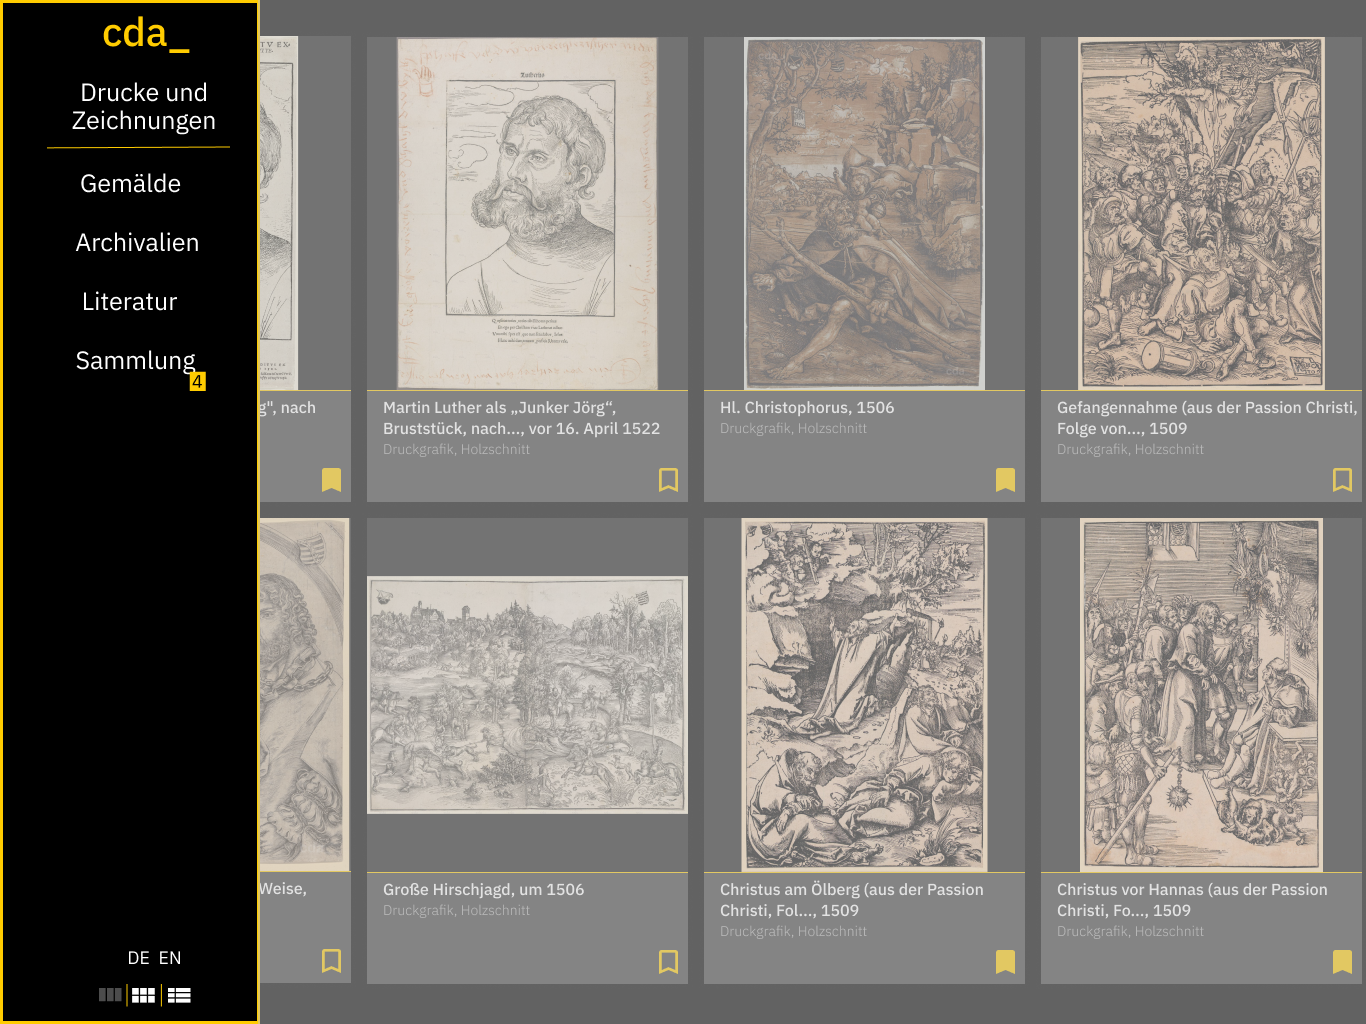 cda_
Drucke und
Zeichnungen
Gemälde
Archivalien
Literatur
Sammlung
4
DE EN
g", nach
Martin Luther als „Junker Jörg“,
Bruststück, nach..., vor 16. April 1522
Druckgrafik, Holzschnitt
Hl. Christophorus, 1506
Druckgrafik, Holzschnitt
Gefangennahme (aus der Passion Christi,
Folge von..., 1509
Druckgrafik, Holzschnitt
Weise,
Große Hirschjagd, um 1506
Druckgrafik, Holzschnitt
Christus am Ölberg (aus der Passion
Christi, Fol..., 1509
Druckgrafik, Holzschnitt
Christus vor Hannas (aus der Passion
Christi, Fo..., 1509
Druckgrafik, Holzschnitt